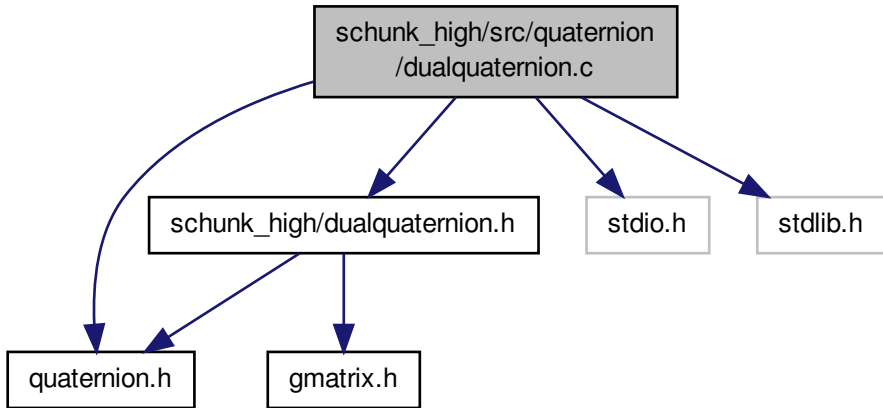 schunk_high/src/quaternion
/dualquaternion.c
schunk_high/dualquaternion.h
stdio.h
stdlib.h
quaternion.h
gmatrix.h